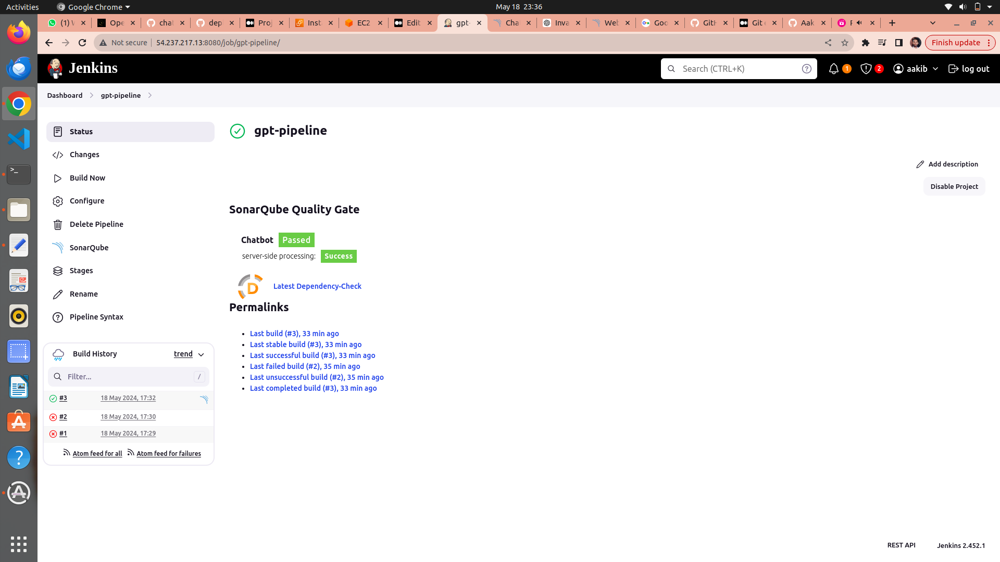 Activities
Google Chrome
May 18 23:36
(1) W
Ope
chat
dep
Proj
Inst
EC2
Edit
gpt-
Cha
Inva
Web
Goo
GitH
Git
Aak
Not secure
54.237.217.13:8080/job/gpt-pipeline/
Finish update
Jenkins
Search (CTRL+K)
1
2
aakib
log out
Dashboard
gpt-pipeline
Status
Changes
Build Now
Configure
Delete Pipeline
SonarQube
Stages
Rename
Pipeline Syntax
Build History
trend
Filter...
/
#3
18 May 2024, 17:32
#2
18 May 2024, 17:30
#1
18 May 2024, 17:29
Atom feed for all
Atom feed for failures
gpt-pipeline
Add description
Disable Project
SonarQube Quality Gate
Chatbot Passed
server-side processing: Success
D
Latest Dependency-Check
Permalinks
Last build (#3), 33 min ago
Last stable build (#3), 33 min ago
Last successful build (#3), 33 min ago
Last failed build (#2), 35 min ago
Last unsuccessful build (#2), 35 min ago
Last completed build (#3), 33 min ago
REST API
Jenkins 2.452.1